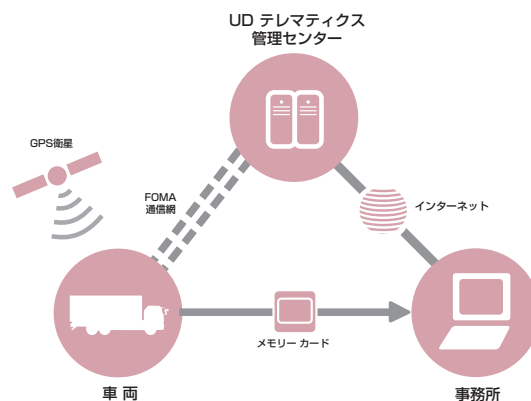 UD テレマティクス
管理センター
GPS衛星
FOMA
通信網
インターネット
メモリー カード
車 両
事務所